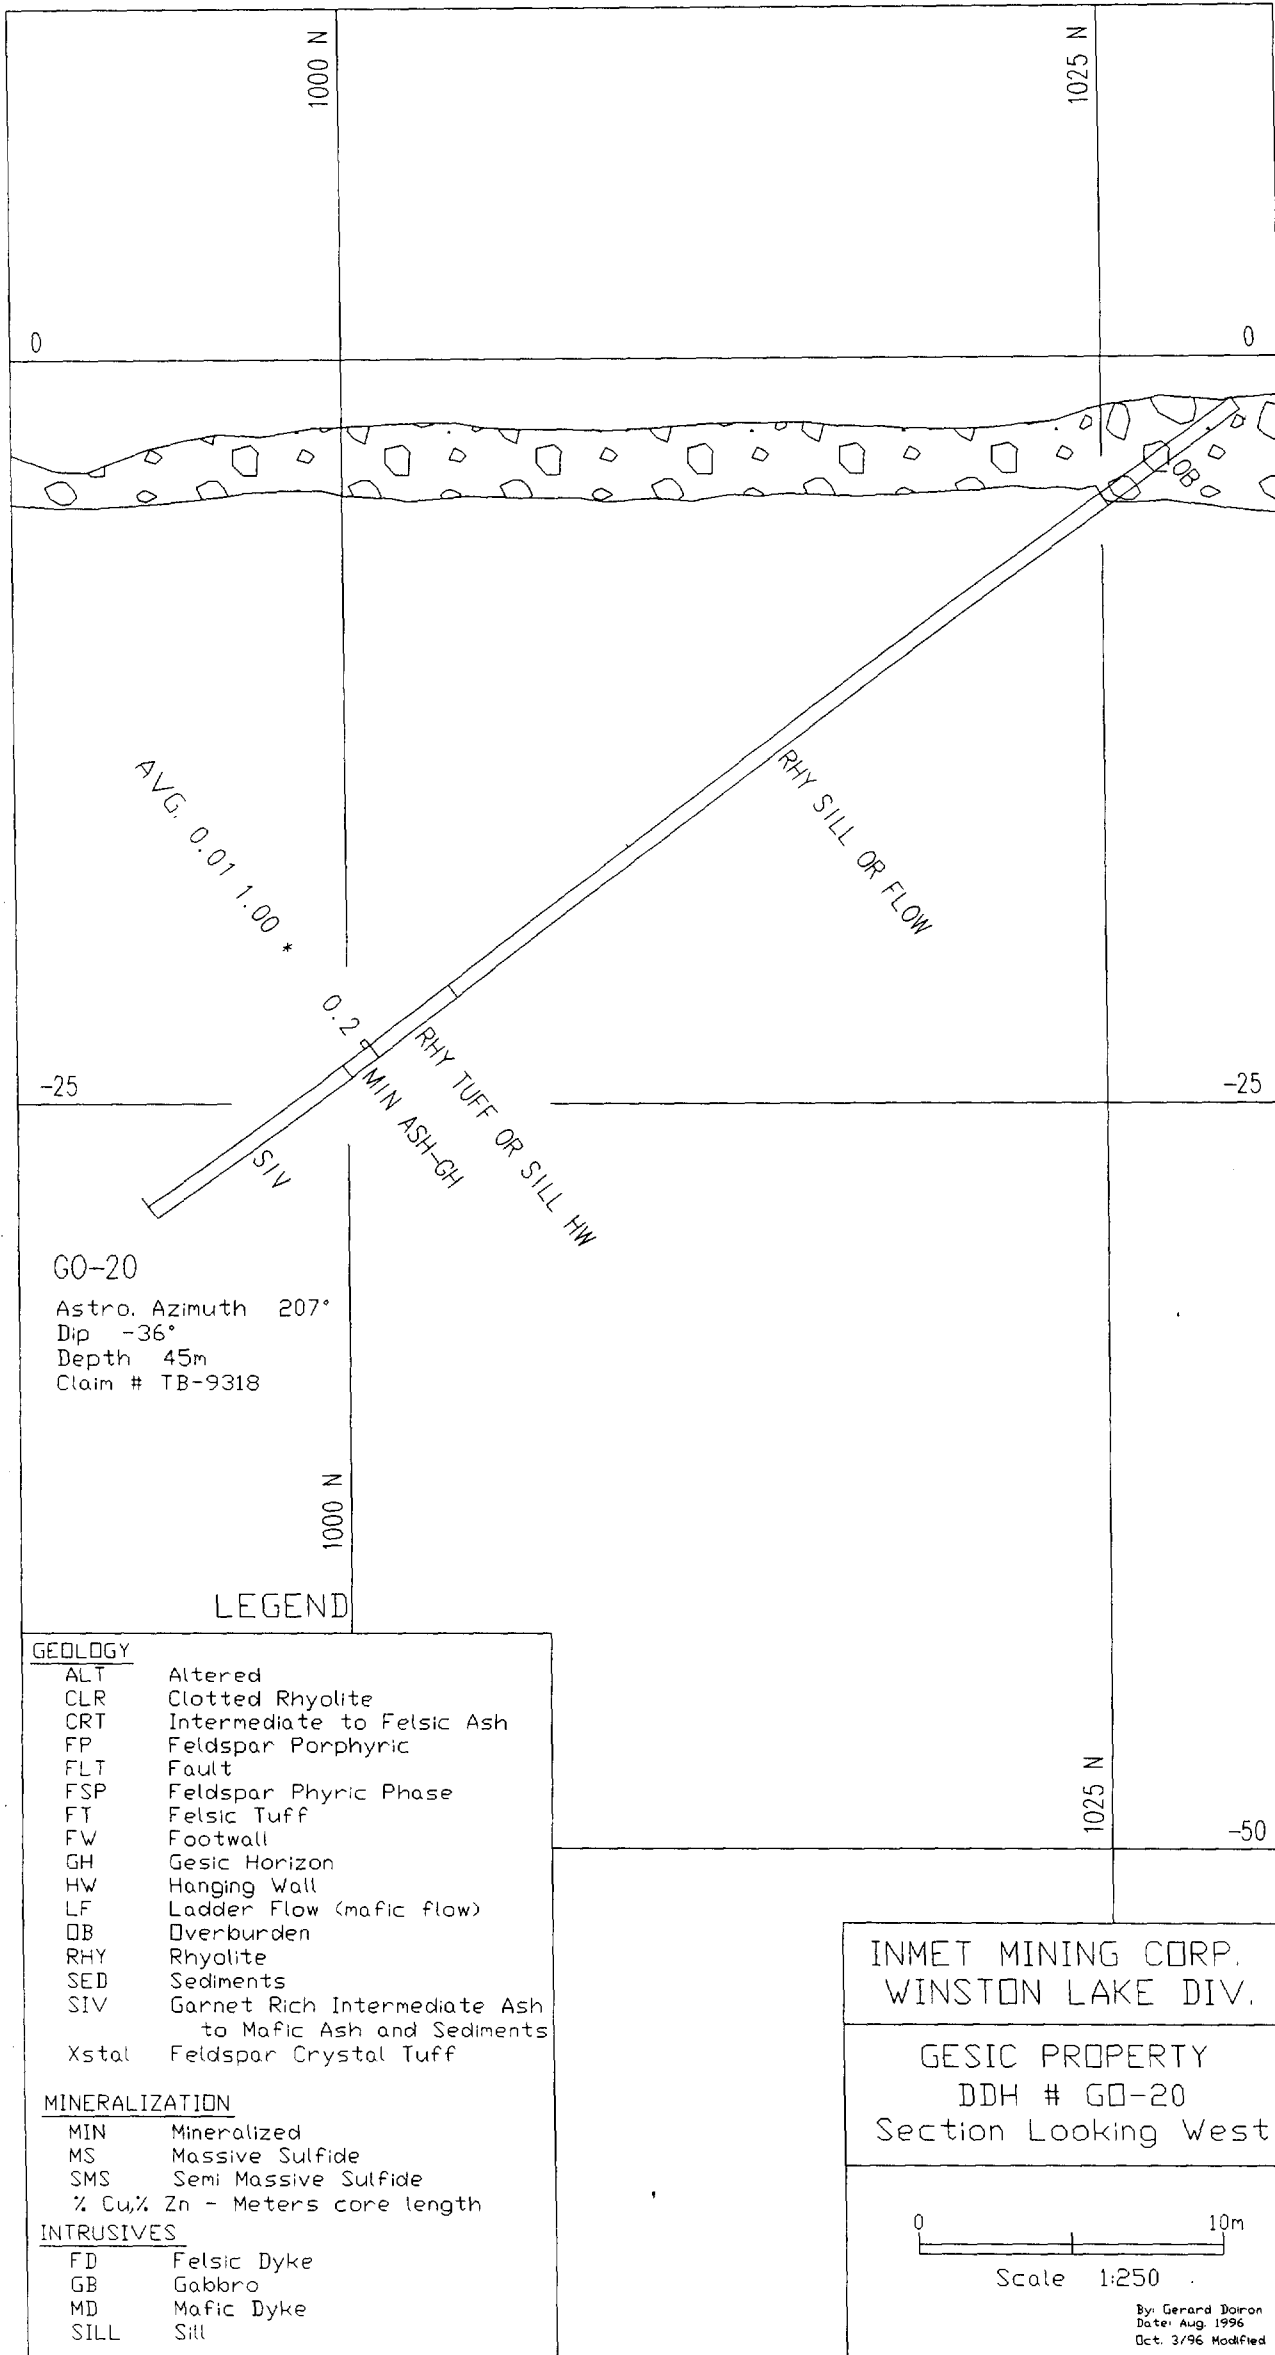 1000 N
1025 N
0
0
OB
RHY SILL OR FLOW
AVG. 0.01 1.00 *
0.2
RHY TUFF OR SILL HW
MIN ASH-GH
SIV
-25
-25
GO-20
Astro. Azimuth 207°
Dip -36°
Depth 45m
Claim # TB-9318
1000 N
1025 N
-50
LEGEND
GEOLOGY
ALT Altered
CLR Clotted Rhyolite
CRT Intermediate to Felsic Ash
FP Feldspar Porphyric
FLT Fault
FSP Feldspar Phyric Phase
FT Felsic Tuff
FW Footwall
GH Gesic Horizon
HW Hanging Wall
LF Ladder Flow (mafic flow)
OB Overburden
RHY Rhyolite
SED Sediments
SIV Garnet Rich Intermediate Ash
to Mafic Ash and Sediments
Xstal Feldspar Crystal Tuff
MINERALIZATION
MIN Mineralized
MS Massive Sulfide
SMS Semi Massive Sulfide
% Cu,% Zn - Meters core length
INTRUSIVES
FD Felsic Dyke
GB Gabbro
MD Mafic Dyke
SILL Sill
INMET MINING CORP.
WINSTON LAKE DIV.
GESIC PROPERTY
DDH # GO-20
Section Looking West
0 10m
Scale 1:250
By: Gerard Doiron
Date: Aug. 1996
Oct. 3/96 Modified